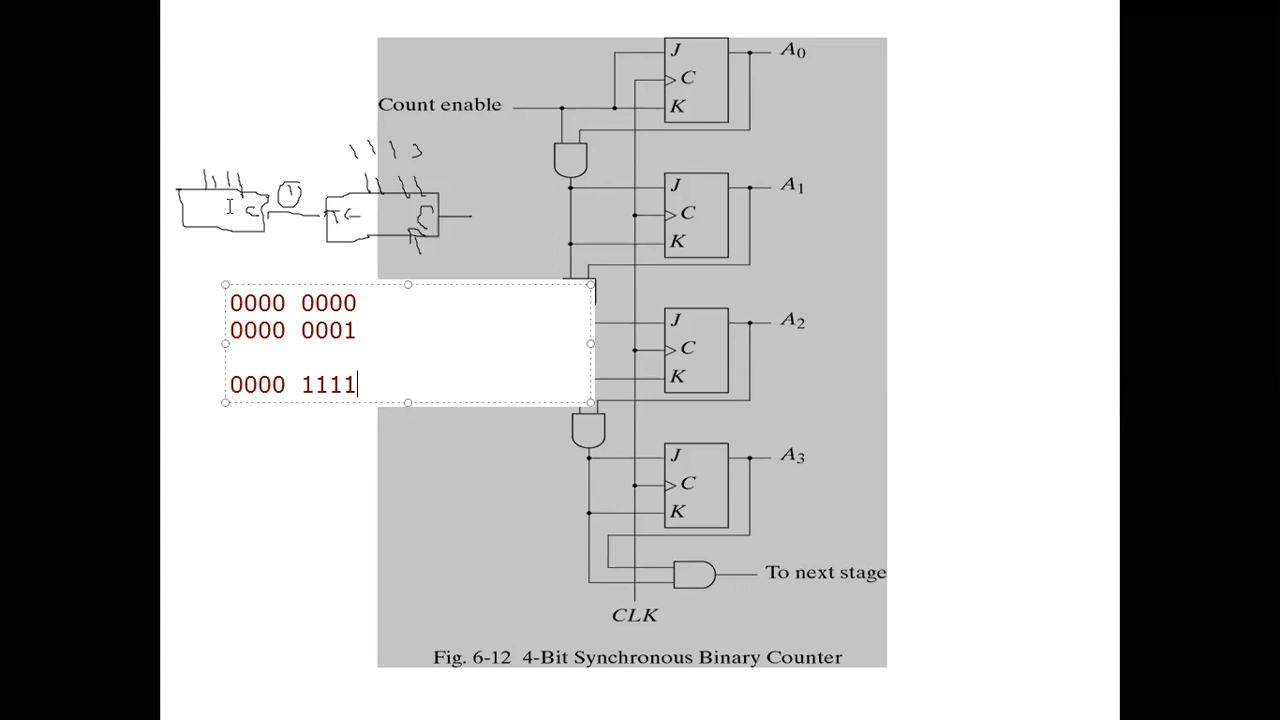 J
A0
C
Count enable
K
J
A1
C
K
0000 0000
0000 0001
0000 1111
J
A2
C
K
J
A3
C
K
To next stage
CLK
Fig. 6-12 4-Bit Synchronous Binary Counter